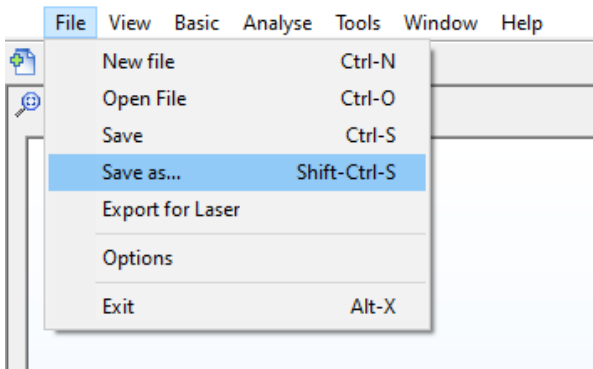 File View Basic Analyse Tools Window Help
New file Ctrl-N
Open File Ctrl-O
Save Ctrl-S
Save as... Shift-Ctrl-S
Export for Laser
Options
Exit Alt-X